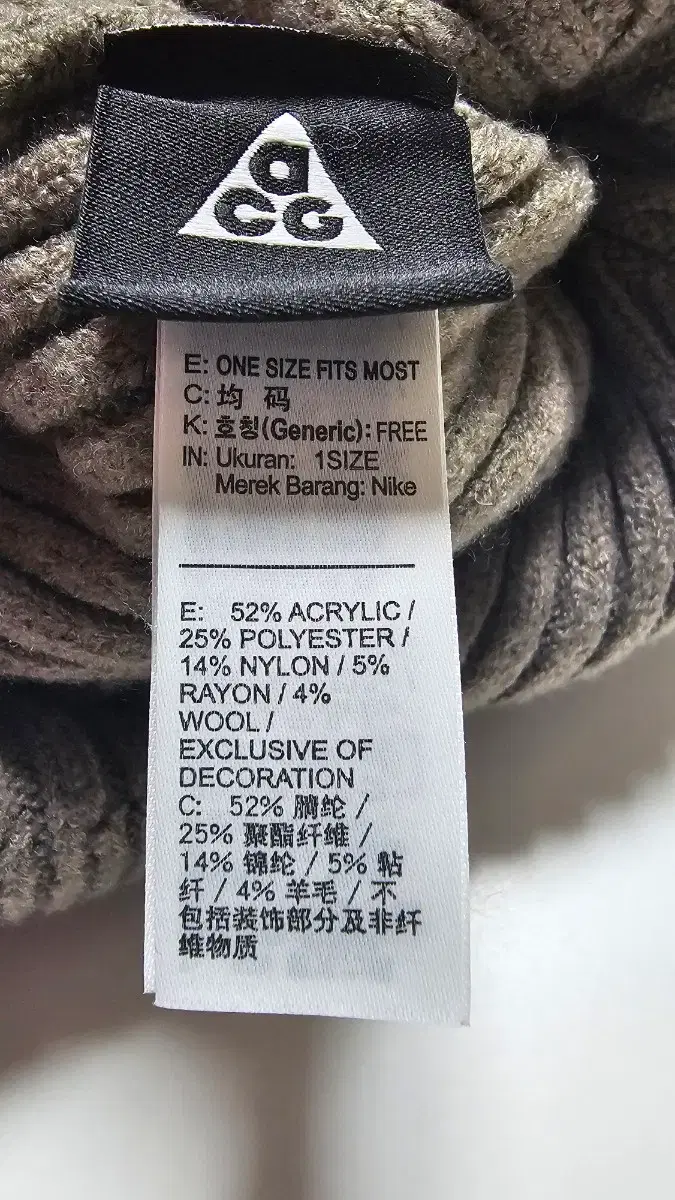 a
CG
E: ONE SIZE FITS MOST
C: 均 码
K: 호칭(Generic): FREE
IN: Ukuran: 1SIZE
Merek Barang: Nike
E: 52% ACRYLIC /
25% POLYESTER /
14% NYLON / 5%
RAYON / 4%
WOOL /
EXCLUSIVE OF
DECORATION
C: 52% 腈纶 /
25% 聚酯纤维 /
14% 锦纶 / 5% 粘
纤 / 4% 羊毛 / 不
包括装饰部分及非纤
维物质